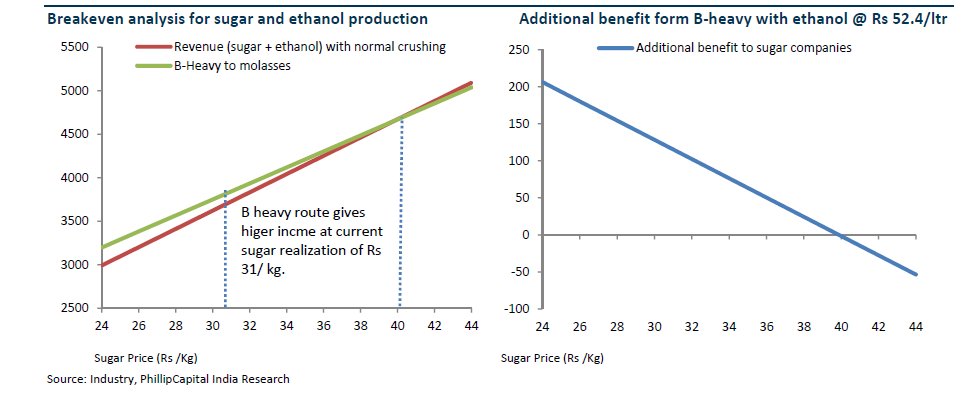 Breakeven analysis for sugar and ethanol production
5500
5000
4500
4000
3500
3000
2500
Revenue (sugar + ethanol) with normal crushing
B-Heavy to molasses
B heavy route gives
higer incme at current
sugar realization of Rs
31/ kg.
24 26 28 30 32 34 36 38 40 42 44
Sugar Price (Rs /Kg)
Additional benefit form B-heavy with ethanol @ Rs 52.4/ltr
250
200
150
100
50
0
-50
-100
Additional benefit to sugar companies
24 26 28 30 32 34 36 38 40 42 44
Sugar Price (Rs /Kg)
Source: Industry, PhillipCapital India Research